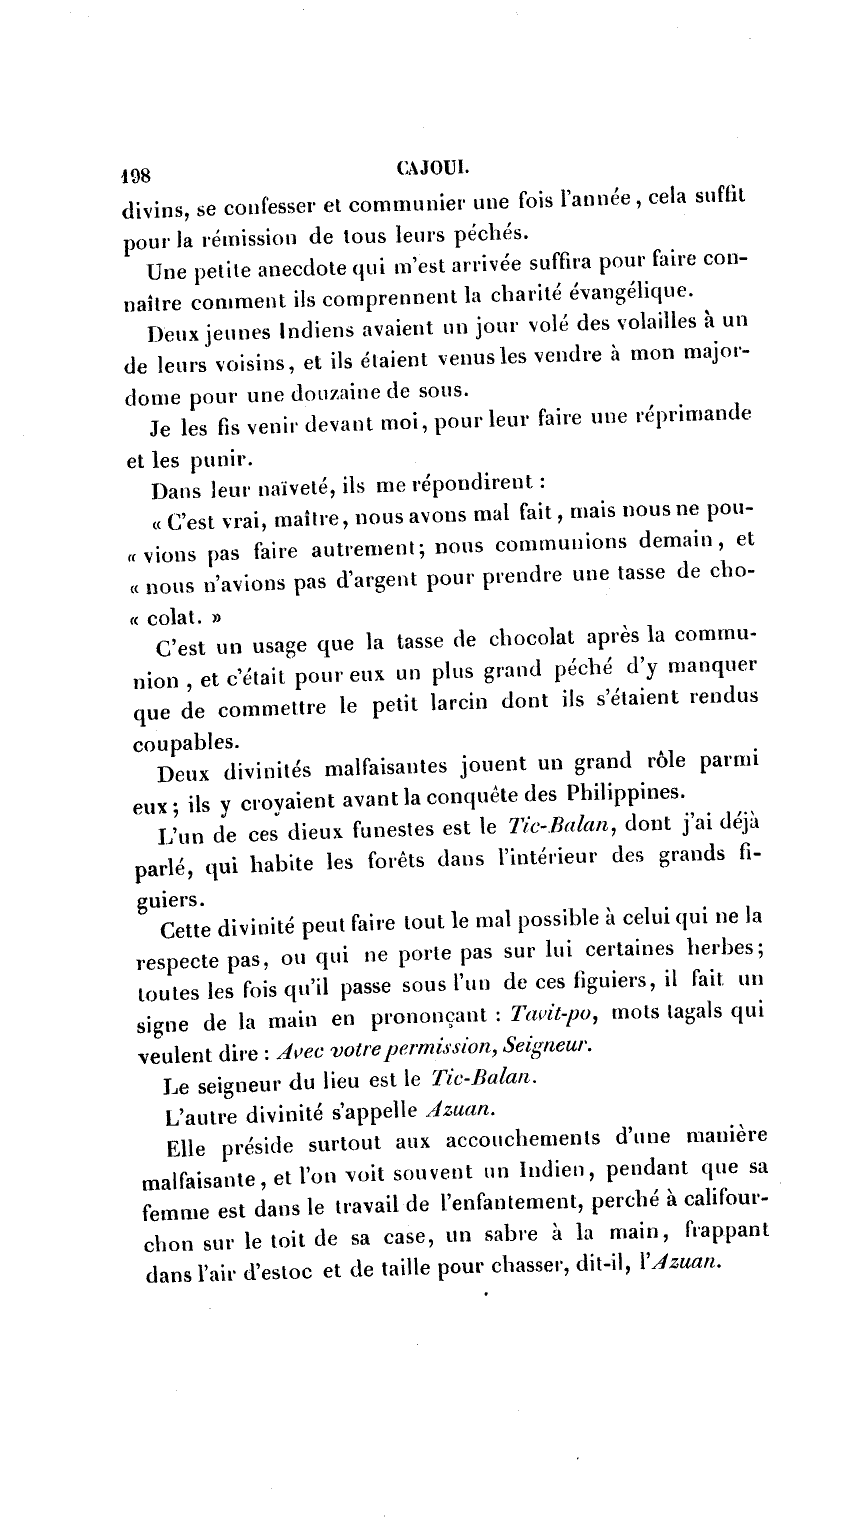 198 CAJOUI.
divins, se confesser et communier une fois l'année, cela suffit
pour la rémission de tous leurs péchés.
Une petite anecdote qui m'est arrivée suffira pour faire con-
naître comment ils comprennent la charité évangélique.
Deux jeunes Indiens avaient un jour volé des volailles à un
de leurs voisins, et ils étaient venus les vendre à mon major-
dome pour une douzaine de sous.
Je les fis venir devant moi, pour leur faire une réprimande
et les punir.
Dans leur naïveté, ils me répondirent :
« C'est vrai, maître, nous avons mal fait, mais nous ne pou-
« vions pas faire autrement; nous communions demain, et
« nous n'avions pas d'argent pour prendre une tasse de cho-
« colat. »
C'est un usage que la tasse de chocolat après la commu-
nion , et c'était pour eux un plus grand péché d'y manquer
que de commettre le petit larcin dont ils s'étaient rendus
coupables.
Deux divinités malfaisantes jouent un grand rôle parmi
eux; ils y croyaient avant la conquête des Philippines.
L'un de ces dieux funestes est le Tic-Balan, dont j'ai déjà
parlé, qui habite les forêts dans l'intérieur des grands fi-
guiers.
Cette divinité peut faire tout le mal possible à celui qui ne la
respecte pas, ou qui ne porte pas sur lui certaines herbes;
toutes les fois qu'il passe sous l'un de ces figuiers, il fait un
signe de la main en prononçant : Tavit-po, mots tagals qui
veulent dire : Avec votre permission, Seigneur.
Le seigneur du lieu est le Tic-Balan.
L'autre divinité s'appelle Azuan.
Elle préside surtout aux accouchements d'une manière
malfaisante, et l'on voit souvent un Indien, pendant que sa
femme est dans le travail de l'enfantement, perché à califour-
chon sur le toit de sa case, un sabre à la main, frappant
dans l'air d'estoc et de taille pour chasser, dit-il, l'Azuan.